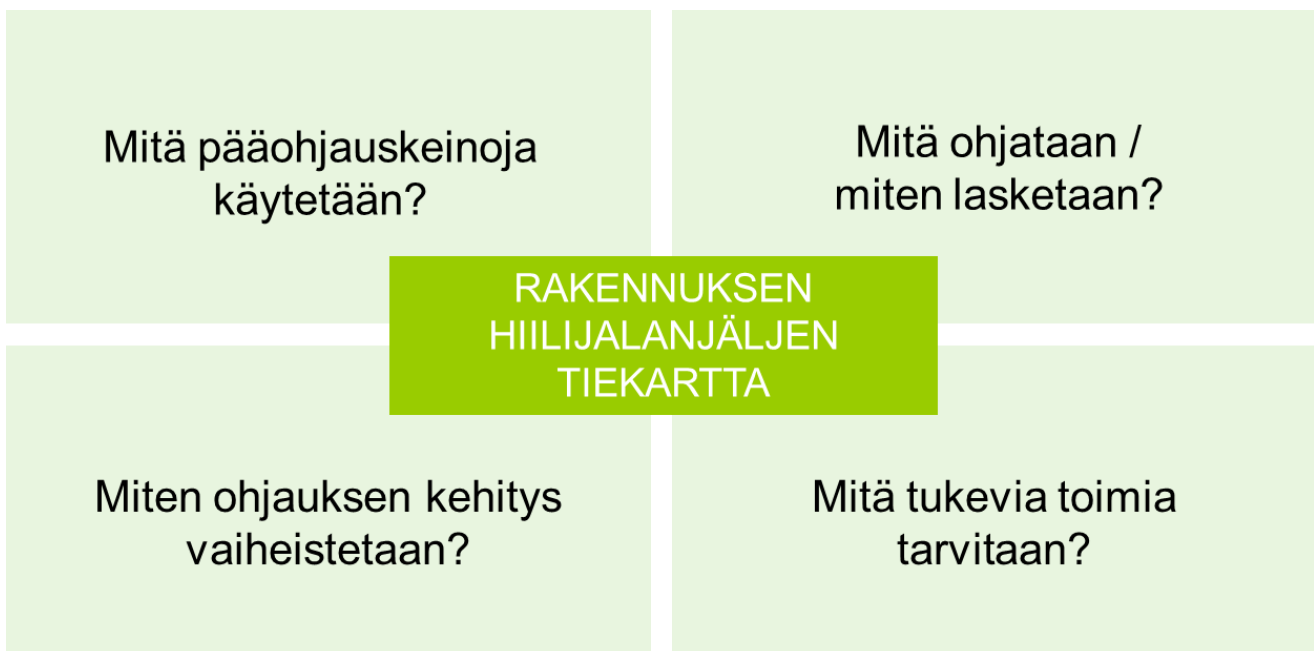 Mitä pääohjauskeinoja
käytetään?
Mitä ohjataan /
miten lasketaan?
RAKENNUKSEN
HIILIJALANJÄLJEN
TIEKARTTA
Miten ohjauksen kehitys
vaiheistetaan?
Mitä tukevia toimia
tarvitaan?